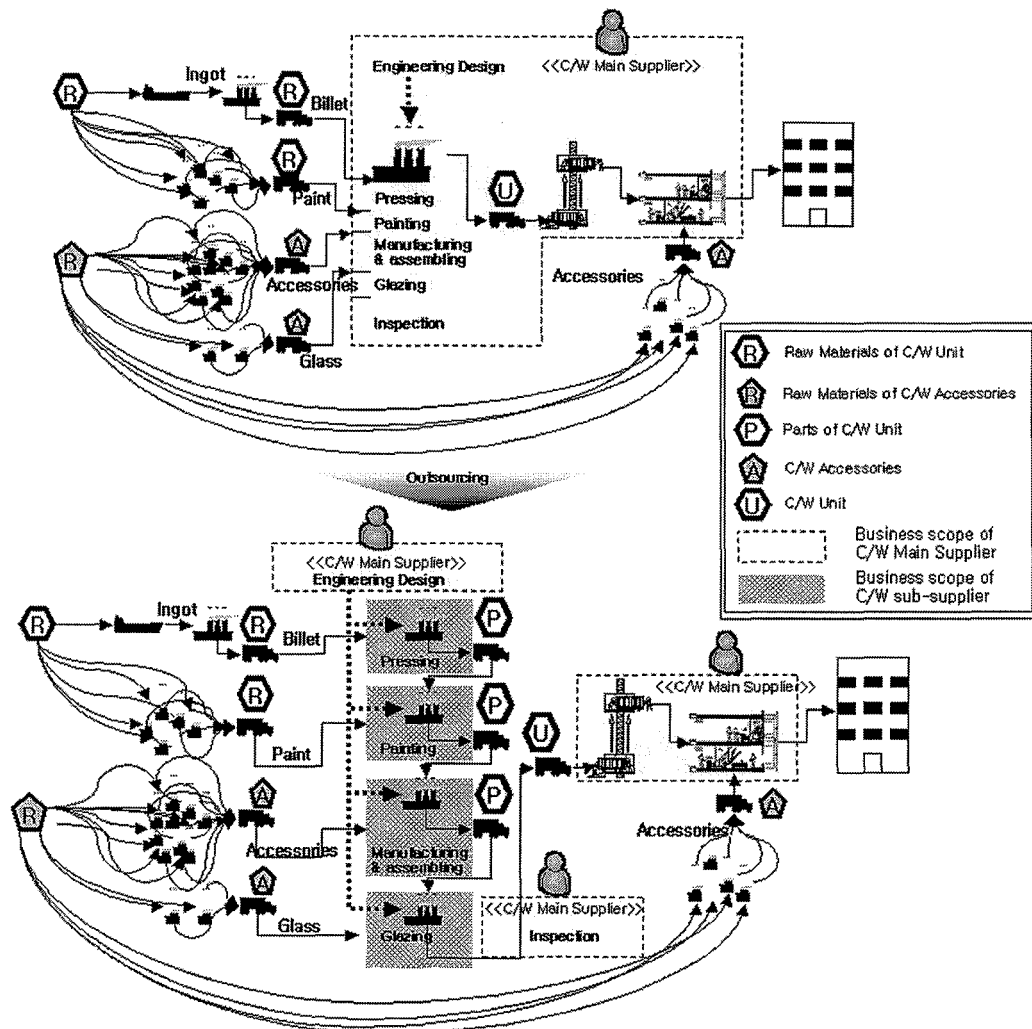 Engineering Design
<<C/W Main Supplier>>
Ingot
R
R
Billet
R
Paint
U
Pressing
Painting
Manufacturing
& assembling
Glazing
Inspection
R
A
Accessories
A
Glass
Accessories
A
R Raw Materials of C/W Unit
R Raw Materials of C/W Accessories
P Parts of C/W Unit
A C/W Accessories
U C/W Unit
Business scope of
C/W Main Supplier
Business scope of
C/W sub-supplier
Outsourcing
<<C/W Main Supplier>>
Engineering Design
Ingot
R
R
Billet
P
Pressing
R
Paint
P
Painting
U
<<C/W Main Supplier>>
R
A
Accessories
P
Manufacturing
& assembling
Accessories
A
A
Glass
Glazing
<<C/W Main Supplier>>
Inspection